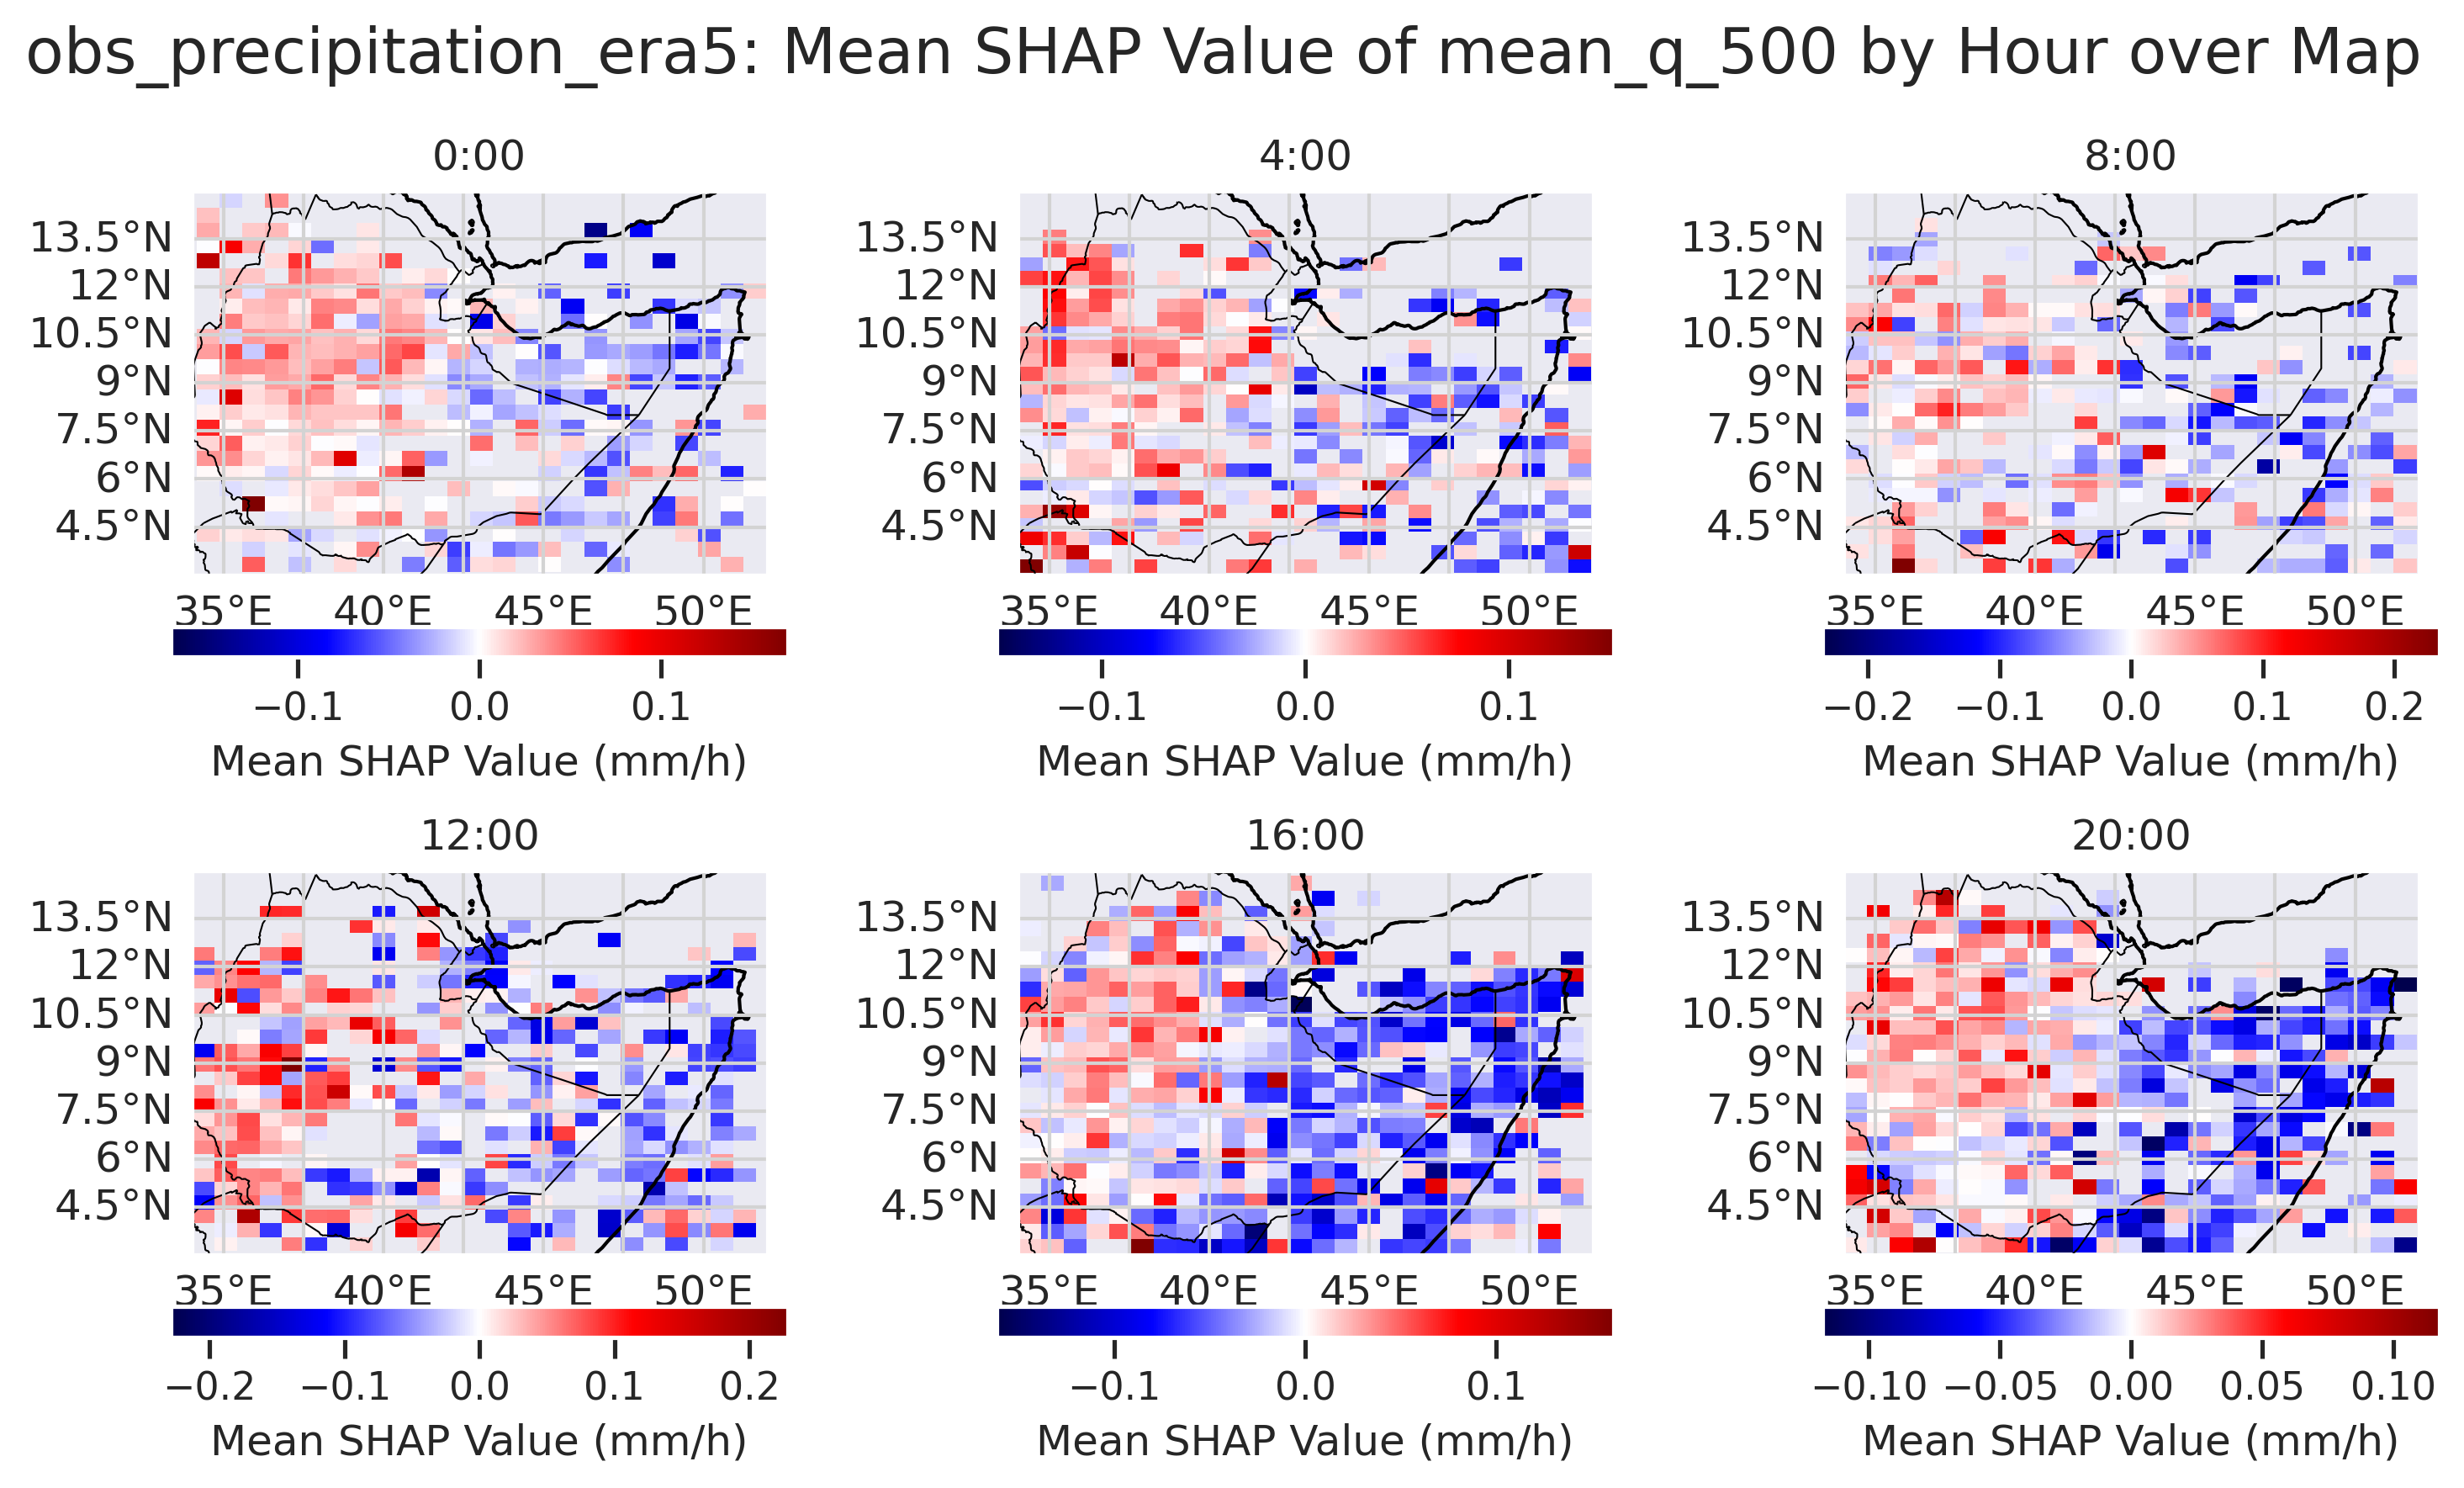 obs_precipitation_era5: Mean SHAP Value of mean_q_500 by Hour over Map
0:00
4:00
8:00
13.5°N
12°N
10.5°N
9°N
7.5°N
6°N
4.5°N
13.5°N
12°N
10.5°N
9°N
7.5°N
6°N
4.5°N
13.5°N
12°N
10.5°N
9°N
7.5°N
6°N
4.5°N
35°E 40°E 45°E 50°E
35°E 40°E 45°E 50°E
35°E 40°E 45°E 50°E
−0.1 0.0 0.1
−0.1 0.0 0.1
−0.2 −0.1 0.0 0.1 0.2
Mean SHAP Value (mm/h)
Mean SHAP Value (mm/h)
Mean SHAP Value (mm/h)
12:00
16:00
20:00
13.5°N
12°N
10.5°N
9°N
7.5°N
6°N
4.5°N
13.5°N
12°N
10.5°N
9°N
7.5°N
6°N
4.5°N
13.5°N
12°N
10.5°N
9°N
7.5°N
6°N
4.5°N
35°E 40°E 45°E 50°E
35°E 40°E 45°E 50°E
35°E 40°E 45°E 50°E
−0.2 −0.1 0.0 0.1 0.2
−0.1 0.0 0.1
−0.10 −0.05 0.00 0.05 0.10
Mean SHAP Value (mm/h)
Mean SHAP Value (mm/h)
Mean SHAP Value (mm/h)